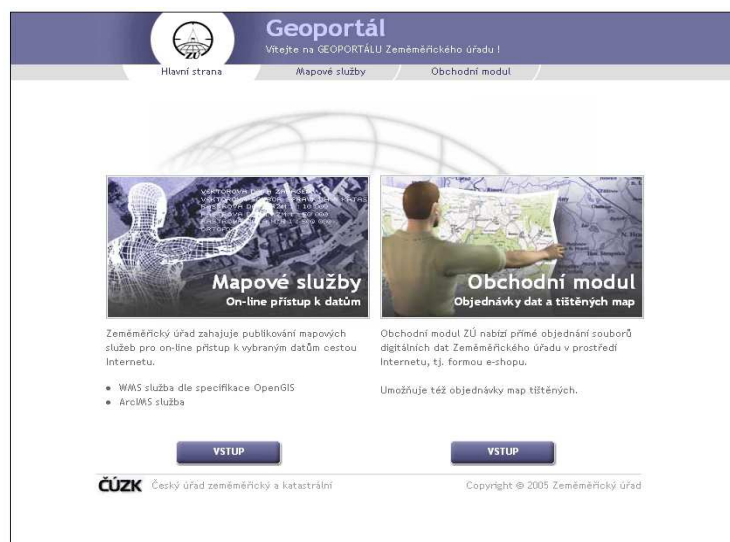 Geoportál
Vítejte na GEOPORTÁLU Zeměměřického úřadu !
ZÚ
Hlavní strana
Mapové služby
Obchodní modul
VEKTOROVA DATA ZABAGED
Mapové služby
On-line přístup k datům
Zeměměřický úřad zahajuje publikování mapových
služeb pro on-line přístup k vybraným datům cestou
Internetu.
• WMS služba dle specifikace OpenGIS
• ArcIMS služba
VSTUP
Obchodní modul
Objednávky dat a tištěných map
Obchodní modul ZÚ nabízí přímé objednání souborů
digitálních dat Zeměměřického úřadu v prostředí
Internetu, tj. formou e-shopu.
Umožňuje též objednávky map tištěných.
VSTUP
ČÚZK Český úřad zeměměřický a katastrální
Copyright © 2005 Zeměměřický úřad